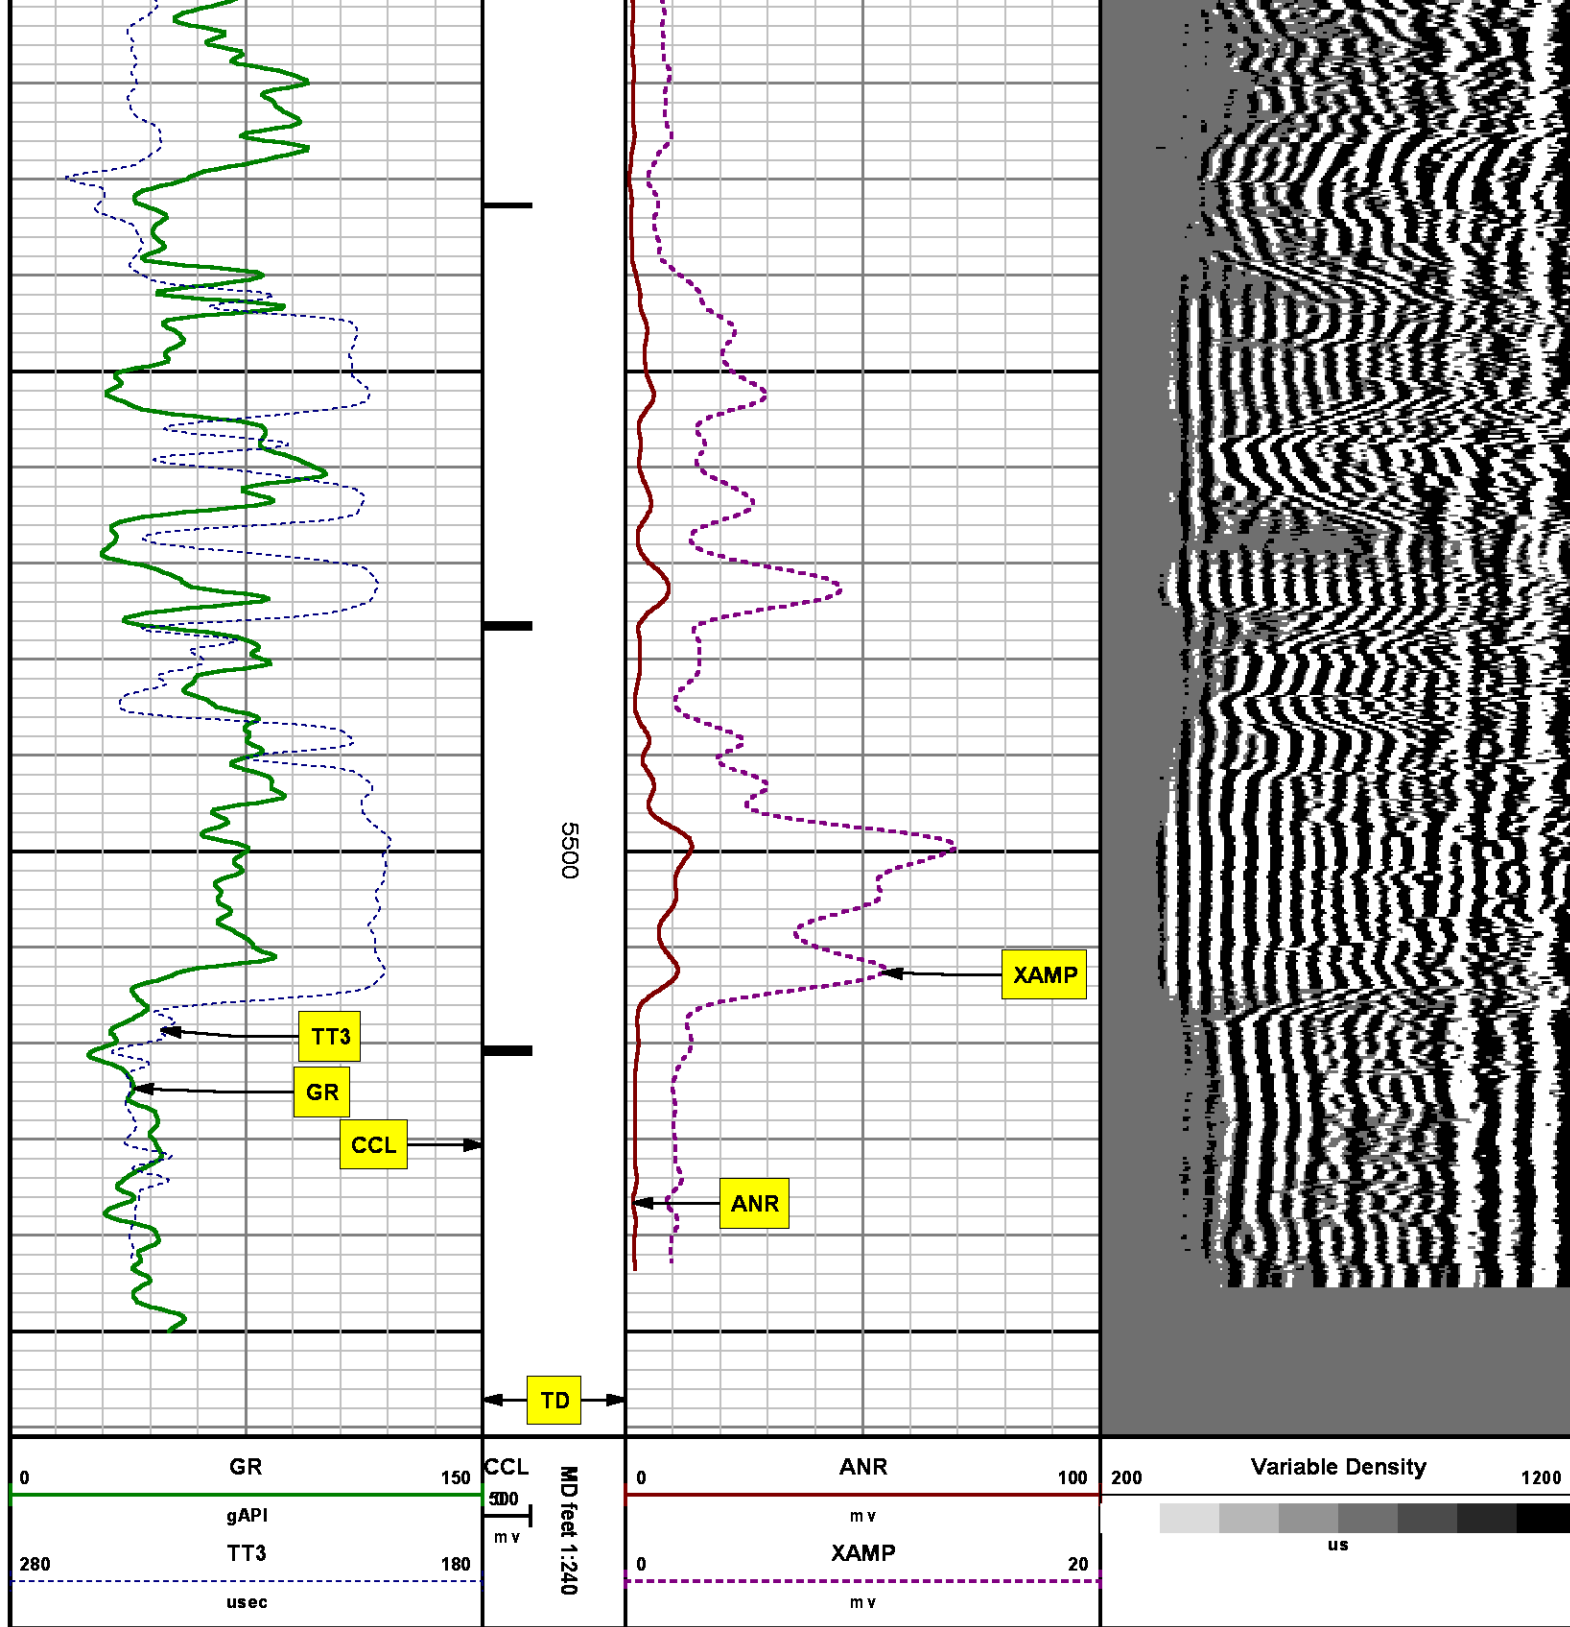 5500
XAMP
TT3
GR
CCL
ANR
TD
GR
0 150
gAPI
TT3
280 180
usec
CCL
500
mv
MD feet 1:240
ANR
0 100
mv
XAMP
0 20
mv
Variable Density
200 1200
us